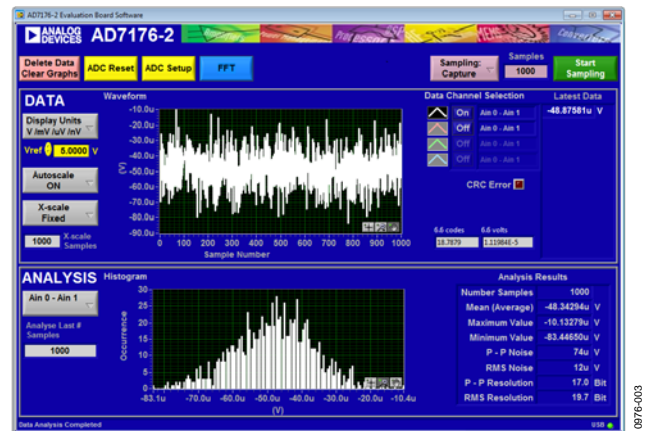 AD7176-2 Evaluation Board Software
ANALOG DEVICES AD7176-2
Delete Data Clear Graphs
ADC Reset
ADC Setup
FFT
Sampling: Capture
Samples
1000
Start Sampling
DATA
Waveform
Data Channel Selection
Latest Data
Display Units
V /mV /uV /nV
Vref 5.0000 V
Autoscale
ON
X-scale
Fixed
1000 X-scale Samples
-10.0u
-20.0u
-30.0u
-40.0u
-50.0u
-60.0u
-70.0u
-80.0u
-90.0u
(V)
0 100 200 300 400 500 600 700 800 900 1000
Sample Number
On Ain 0 - Ain 1
Off Ain 0 - Ain 1
Off Ain 0 - Ain 1
Off Ain 0 - Ain 1
-48.87581u V
CRC Error
6.6 codes 6.6 volts
18.7879 1.11984E-5
ANALYSIS
Histogram
Ain 0 - Ain 1
Analyse Last # Samples
1000
30
25
20
15
10
5
0
Occurrence
-83.1u -70.0u -60.0u -50.0u -40.0u -30.0u -20.0u -10.4u
(V)
Analysis Results
Number Samples 1000
Mean (Average) -48.34294u V
Maximum Value -10.13279u V
Minimum Value -83.44650u V
P - P Noise 74u V
RMS Noise 12u V
P - P Resolution 17.0 Bit
RMS Resolution 19.7 Bit
Data Analysis Completed
USB
0976-003